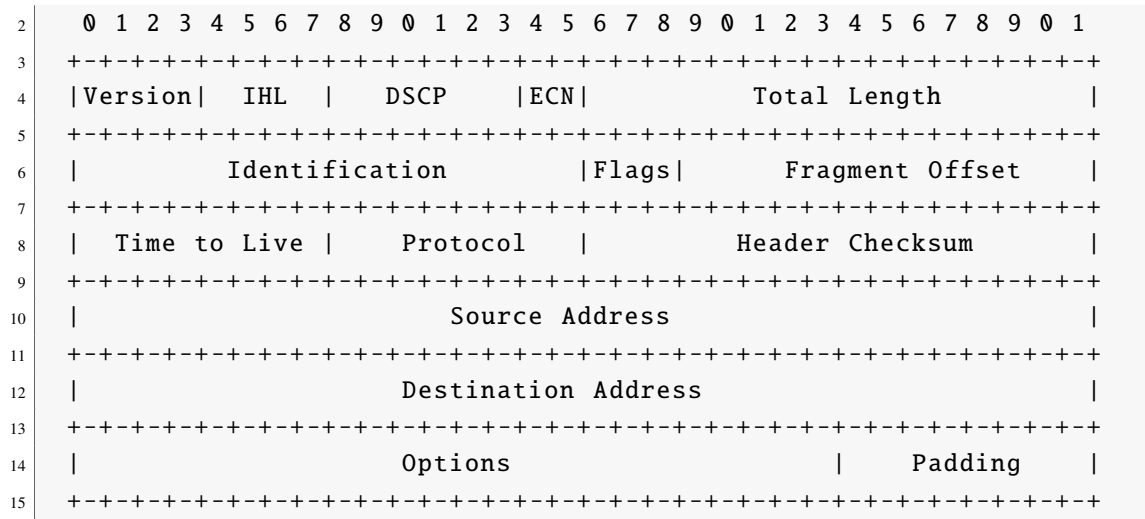 2 0 1 2 3 4 5 6 7 8 9 0 1 2 3 4 5 6 7 8 9 0 1 2 3 4 5 6 7 8 9 0 1
3 +-+-+-+-+-+-+-+-+-+-+-+-+-+-+-+-+-+-+-+-+-+-+-+-+-+-+-+-+-+-+-+-+
4 |Version|  IHL  |   DSCP    |ECN|          Total Length         |
5 +-+-+-+-+-+-+-+-+-+-+-+-+-+-+-+-+-+-+-+-+-+-+-+-+-+-+-+-+-+-+-+-+
6 |         Identification        |Flags|      Fragment Offset    |
7 +-+-+-+-+-+-+-+-+-+-+-+-+-+-+-+-+-+-+-+-+-+-+-+-+-+-+-+-+-+-+-+-+
8 |  Time to Live |    Protocol   |         Header Checksum       |
9 +-+-+-+-+-+-+-+-+-+-+-+-+-+-+-+-+-+-+-+-+-+-+-+-+-+-+-+-+-+-+-+-+
10 |                       Source Address                          |
11 +-+-+-+-+-+-+-+-+-+-+-+-+-+-+-+-+-+-+-+-+-+-+-+-+-+-+-+-+-+-+-+-+
12 |                    Destination Address                        |
13 +-+-+-+-+-+-+-+-+-+-+-+-+-+-+-+-+-+-+-+-+-+-+-+-+-+-+-+-+-+-+-+-+
14 |                    Options                    |    Padding    |
15 +-+-+-+-+-+-+-+-+-+-+-+-+-+-+-+-+-+-+-+-+-+-+-+-+-+-+-+-+-+-+-+-+